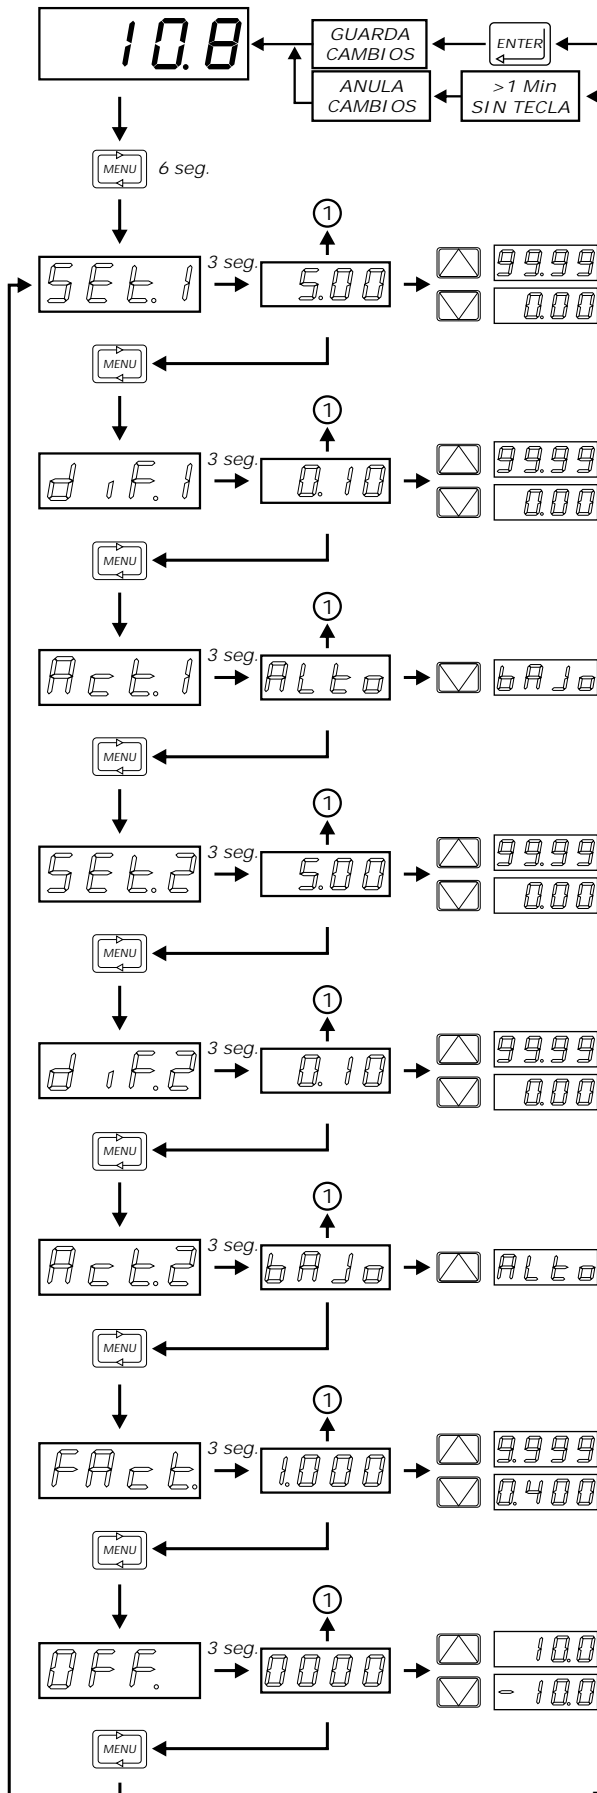 10.8
GUARDA
CAMBIOS
ENTER
ANULA
CAMBIOS
>1 Min
SIN TECLA
MENU
6 seg.
1
SEt.1
3 seg.
5.00
99.99
0.00
MENU
1
diF.1
3 seg.
0.10
99.99
0.00
MENU
1
Act.1
3 seg.
ALto
bAJo
MENU
1
SEt.2
3 seg.
5.00
99.99
0.00
MENU
1
diF.2
3 seg.
0.10
99.99
0.00
MENU
1
Act.2
3 seg.
bAJo
ALto
MENU
1
FAct.
3 seg.
1.000
9.999
0.400
MENU
1
OFF.
3 seg.
0000
10.0
-10.0
MENU